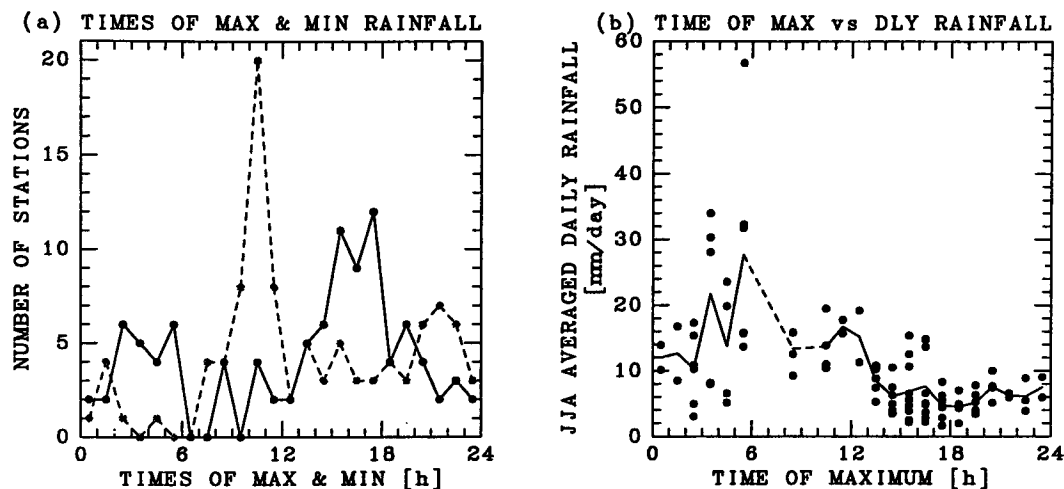 (a) TIMES OF MAX & MIN RAINFALL
20
15
10
5
0
NUMBER OF STATIONS
0 6 12 18 24
TIMES OF MAX & MIN [h]
(b) TIME OF MAX vs DLY RAINFALL
60
50
40
30
20
10
0
JJA AVERAGED DAILY RAINFALL
[mm/day]
0 6 12 18 24
TIME OF MAXIMUM [h]